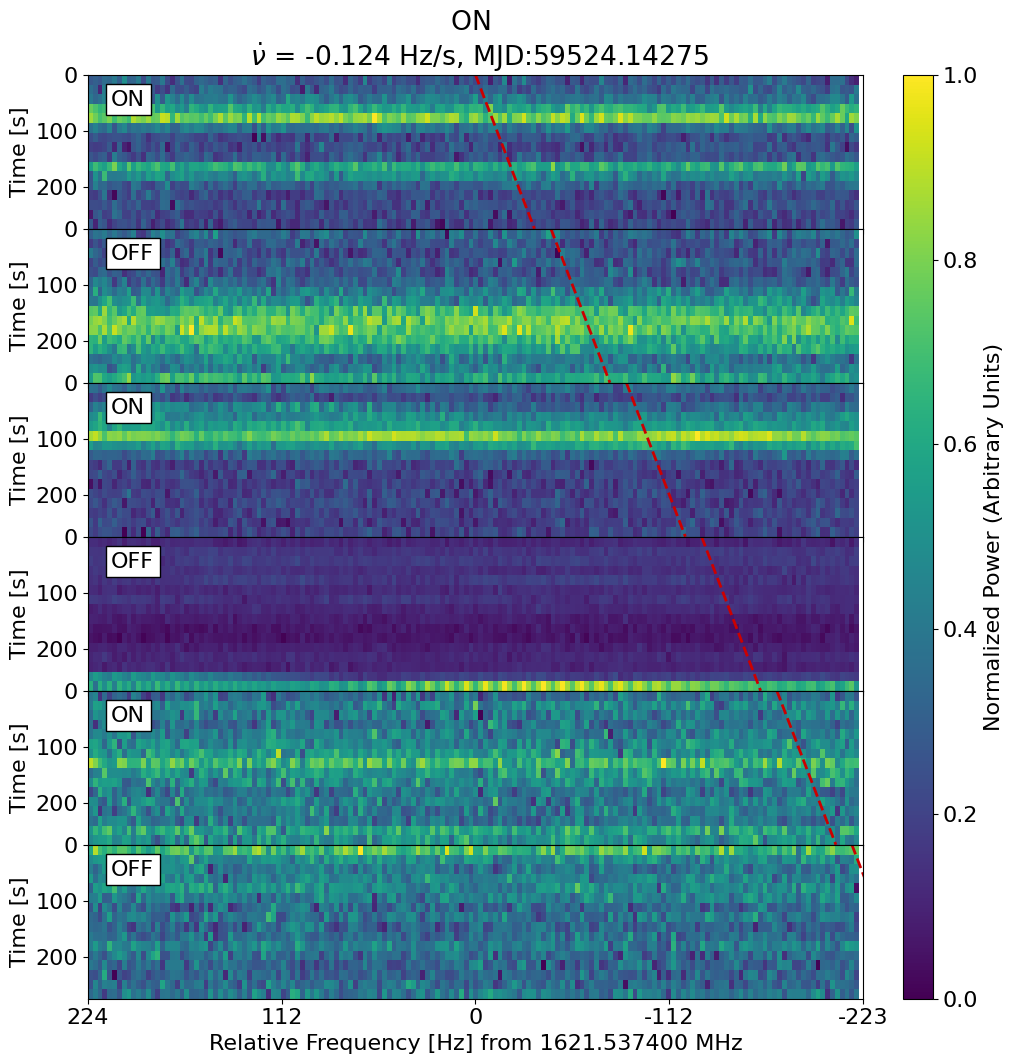 ON
ν̇ = -0.124 Hz/s, MJD:59524.14275
0
ON
100
200
Time [s]
0
OFF
100
200
Time [s]
0
ON
100
200
Time [s]
0
OFF
100
200
Time [s]
0
ON
100
200
Time [s]
0
OFF
100
200
Time [s]
224 112 0 -112 -223
Relative Frequency [Hz] from 1621.537400 MHz
1.0
0.8
0.6
0.4
0.2
0.0
Normalized Power (Arbitrary Units)